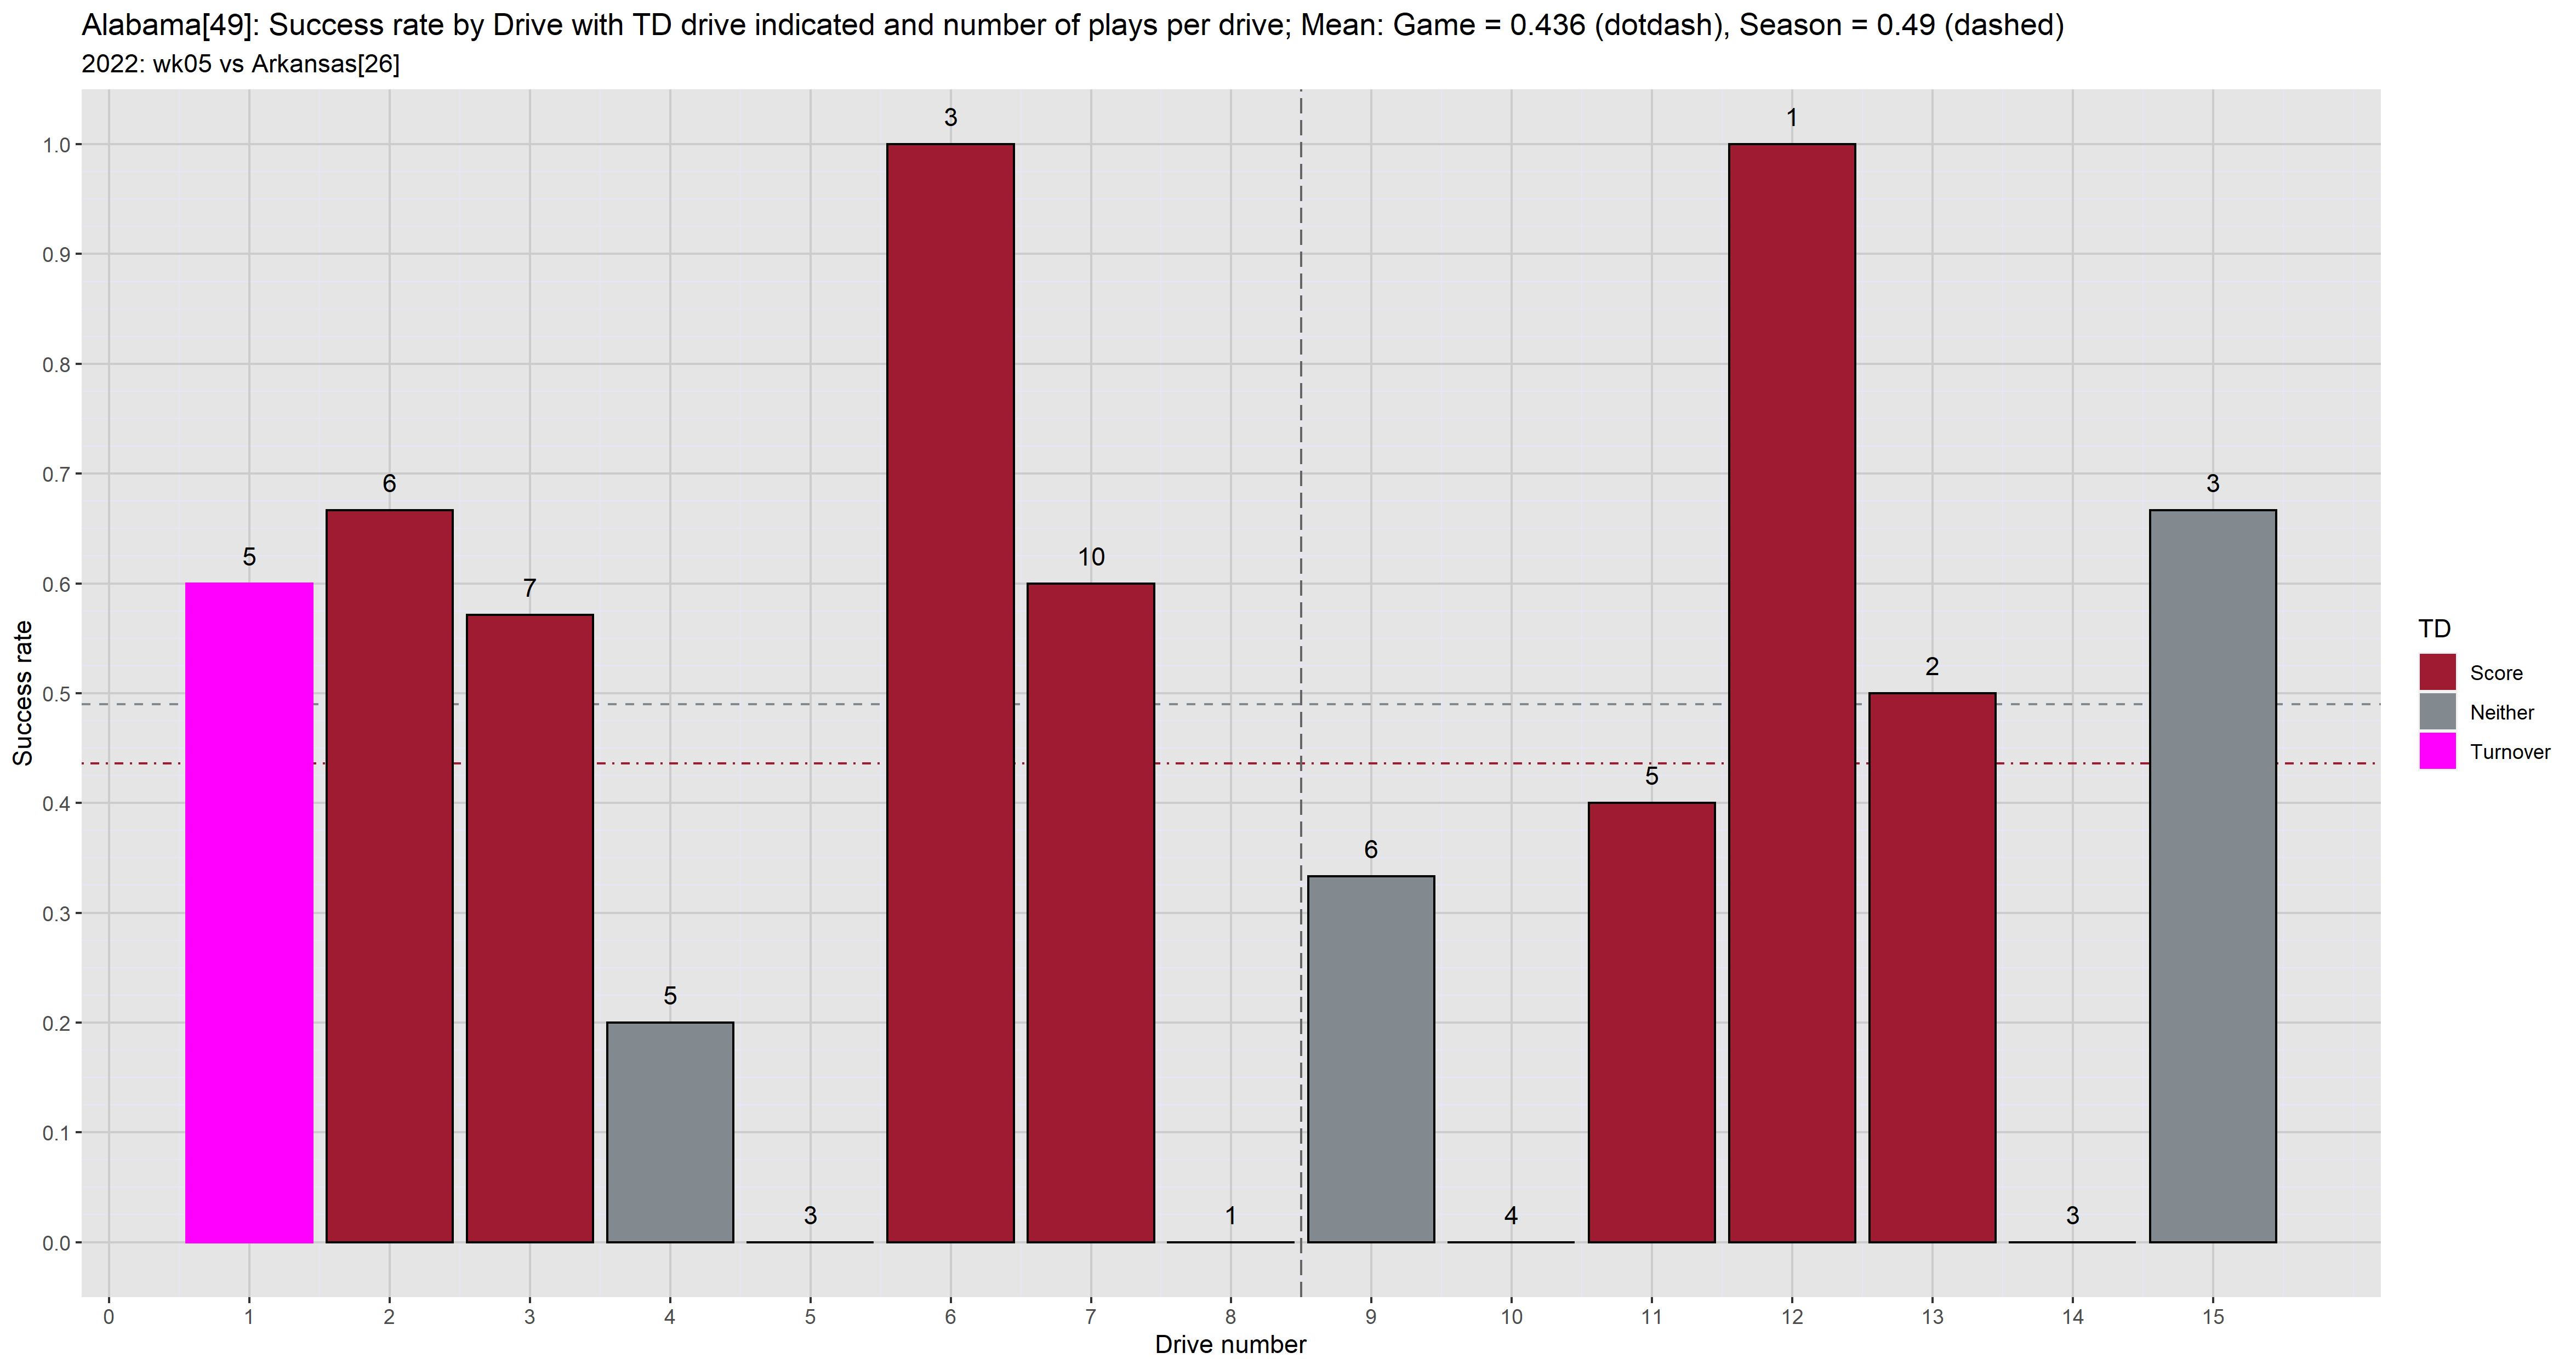 Alabama[49]: Success rate by Drive with TD drive indicated and number of plays per drive; Mean: Game = 0.436 (dotdash), Season = 0.49 (dashed)
2022: wk05 vs Arkansas[26]
Success rate
1.0
0.9
0.8
0.7
0.6
0.5
0.4
0.3
0.2
0.1
0.0
5
6
7
5
3
3
10
1
6
4
5
1
2
3
3
0 1 2 3 4 5 6 7 8 9 10 11 12 13 14 15
Drive number
TD
Score
Neither
Turnover